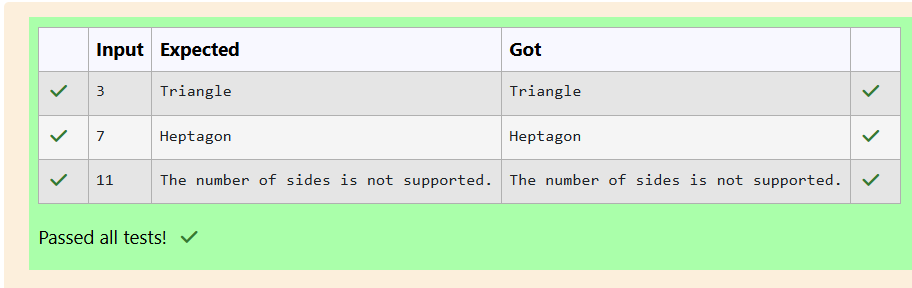 Input Expected Got
3 Triangle Triangle
7 Heptagon Heptagon
11 The number of sides is not supported. The number of sides is not supported.
Passed all tests!